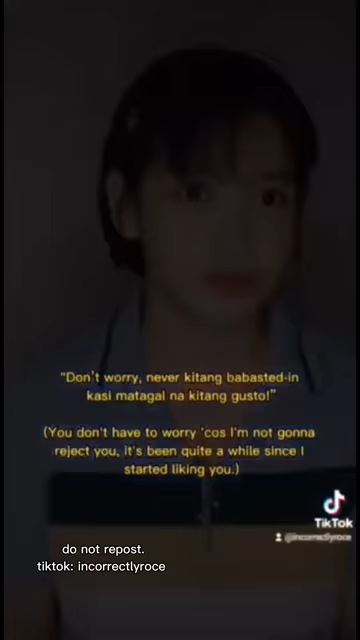 "Don't worry, never kitang babasted-in
kasi matagal na kitang gusto!"
(You don't have to worry 'cos I'm not gonna
reject you, it's been quite a while since I
started liking you.)
TikTok
@incorrectlyroce
do not repost.
tiktok: incorrectlyroce